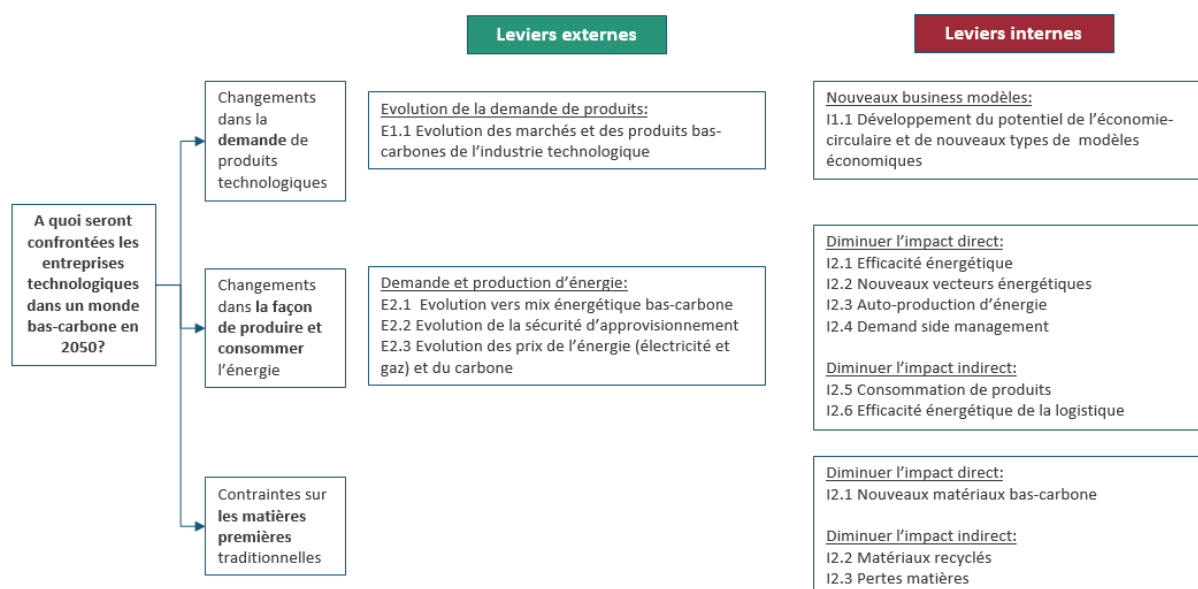 Leviers externes
Leviers internes
Changements
dans la
demande de
produits
technologiques
Evolution de la demande de produits:
E1.1 Evolution des marchés et des produits bas-
carbones de l'industrie technologique
Nouveaux business modèles:
I1.1 Développement du potentiel de l'économie-
circulaire et de nouveaux types de modèles
économiques
A quoi seront
confrontées les
entreprises
technologiques
dans un monde
bas-carbone en
2050?
Changements
dans la façon
de produire et
consommer
l'énergie
Demande et production d'énergie:
E2.1 Evolution vers mix énergétique bas-carbone
E2.2 Evolution de la sécurité d'approvisionnement
E2.3 Evolution des prix de l'énergie (électricité et
gaz) et du carbone
Diminuer l'impact direct:
I2.1 Efficacité énergétique
I2.2 Nouveaux vecteurs énergétiques
I2.3 Auto-production d'énergie
I2.4 Demand side management
Diminuer l'impact indirect:
I2.5 Consommation de produits
I2.6 Efficacité énergétique de la logistique
Contraintes sur
les matières
premières
traditionnelles
Diminuer l'impact direct:
I2.1 Nouveaux matériaux bas-carbone
Diminuer l'impact indirect:
I2.2 Matériaux recyclés
I2.3 Pertes matières